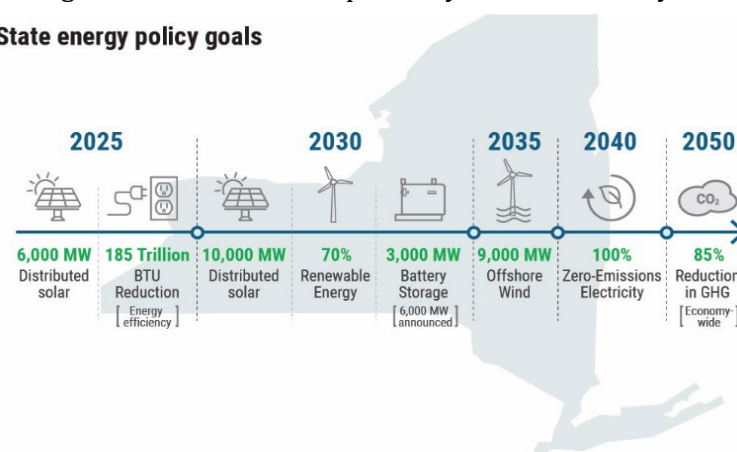 State energy policy goals
2025
2030
2035
2040
2050
CO₂
6,000 MW
Distributed
solar
185 Trillion
BTU
Reduction
[ Energy
efficiency ]
10,000 MW
Distributed
solar
70%
Renewable
Energy
3,000 MW
Battery
Storage
[ 6,000 MW
announced ]
9,000 MW
Offshore
Wind
100%
Zero-Emissions
Electricity
85%
Reduction
in GHG
[ Economy-
wide ]